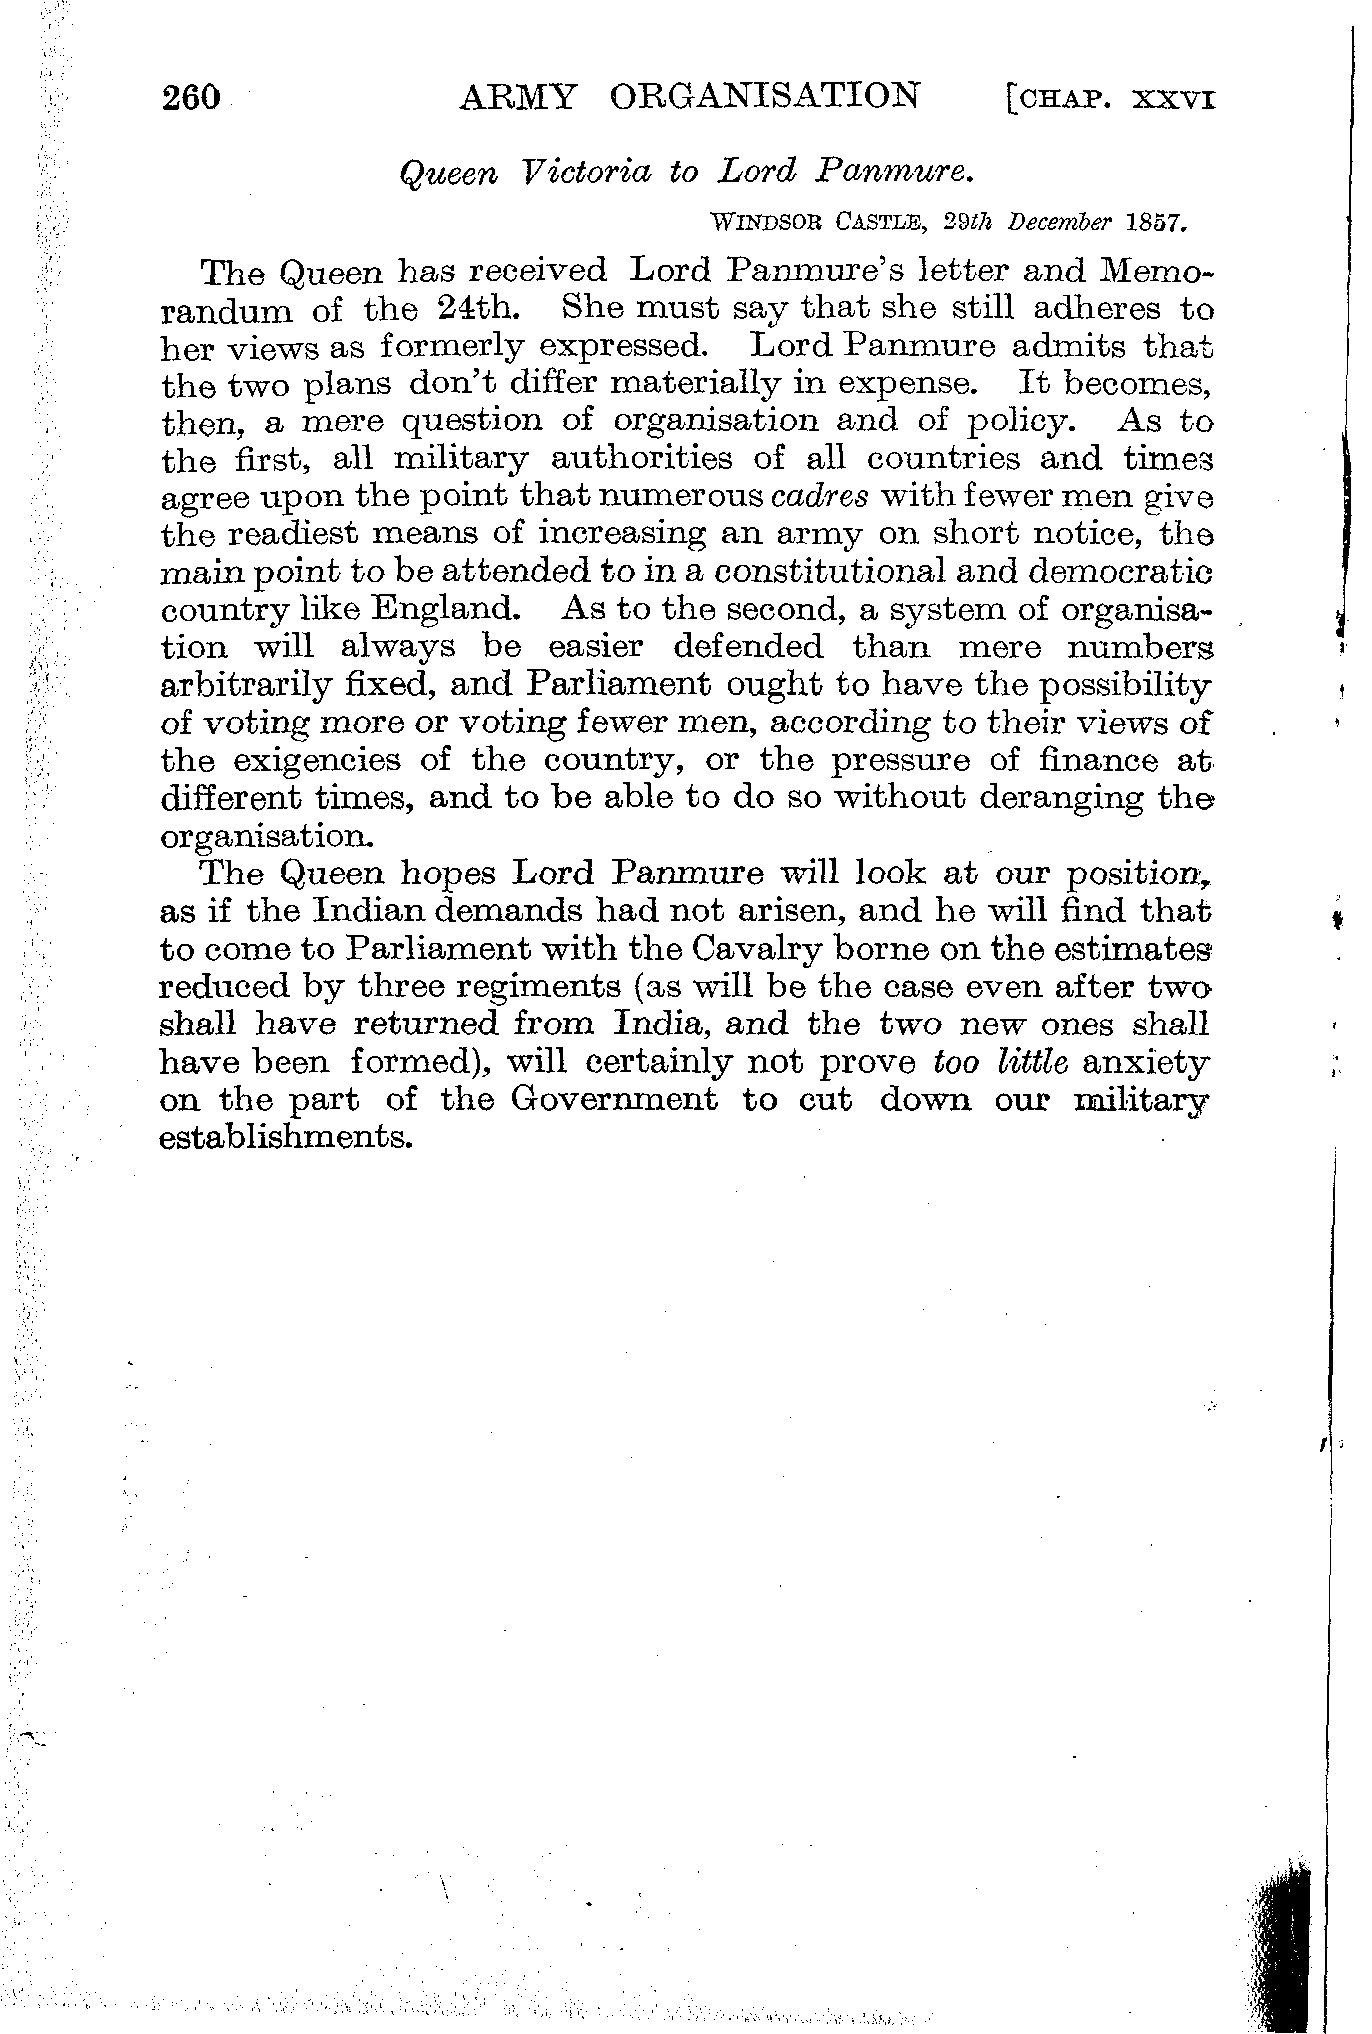 260 ARMY ORGANISATION [CHAP. XXVI
Queen Victoria to Lord Panmure.
WINDSOR CASTLE, 29th December 1857.
The Queen has received Lord Panmure's letter and Memo-
randum of the 24th. She must say that she still adheres to
her views as formerly expressed. Lord Panmure admits that
the two plans don't differ materially in expense. It becomes,
then, a mere question of organisation and of policy. As to
the first, all military authorities of all countries and times
agree upon the point that numerous cadres with fewer men give
the readiest means of increasing an army on short notice, the
main point to be attended to in a constitutional and democratic
country like England. As to the second, a system of organisa-
tion will always be easier defended than mere numbers
arbitrarily fixed, and Parliament ought to have the possibility
of voting more or voting fewer men, according to their views of
the exigencies of the country, or the pressure of finance at
different times, and to be able to do so without deranging the
organisation.
The Queen hopes Lord Panmure will look at our position,
as if the Indian demands had not arisen, and he will find that
to come to Parliament with the Cavalry borne on the estimates
reduced by three regiments (as will be the case even after two
shall have returned from India, and the two new ones shall
have been formed), will certainly not prove too little anxiety
on the part of the Government to cut down our military
establishments.